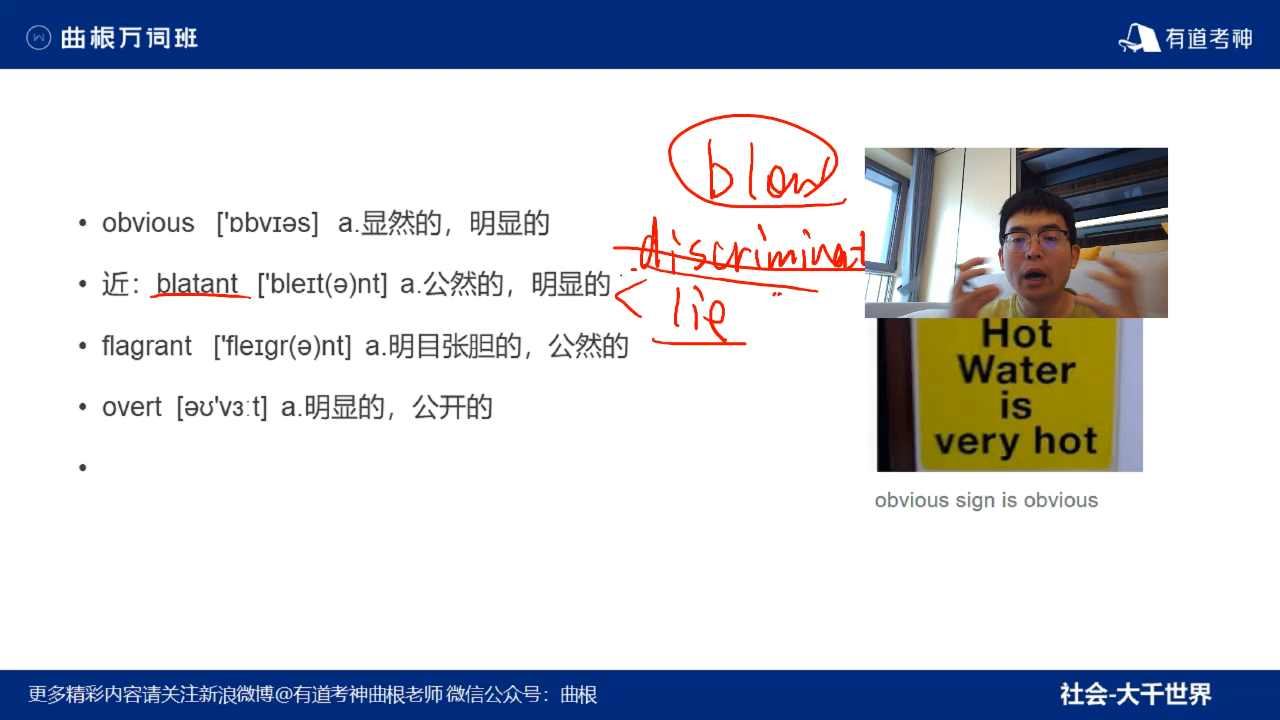 曲根万词班
有道考神
• obvious ['ɒbvɪəs] a.显然的，明显的
• 近：blatant ['bleɪt(ə)nt] a.公然的，明显的
• flagrant ['fleɪgr(ə)nt] a.明目张胆的，公然的
• overt [əʊ'vɜːt] a.明显的，公开的
•
discriminat
lie
Hot
Water
is
very hot
obvious sign is obvious
更多精彩内容请关注新浪微博@有道考神曲根老师 微信公众号：曲根
社会-大千世界